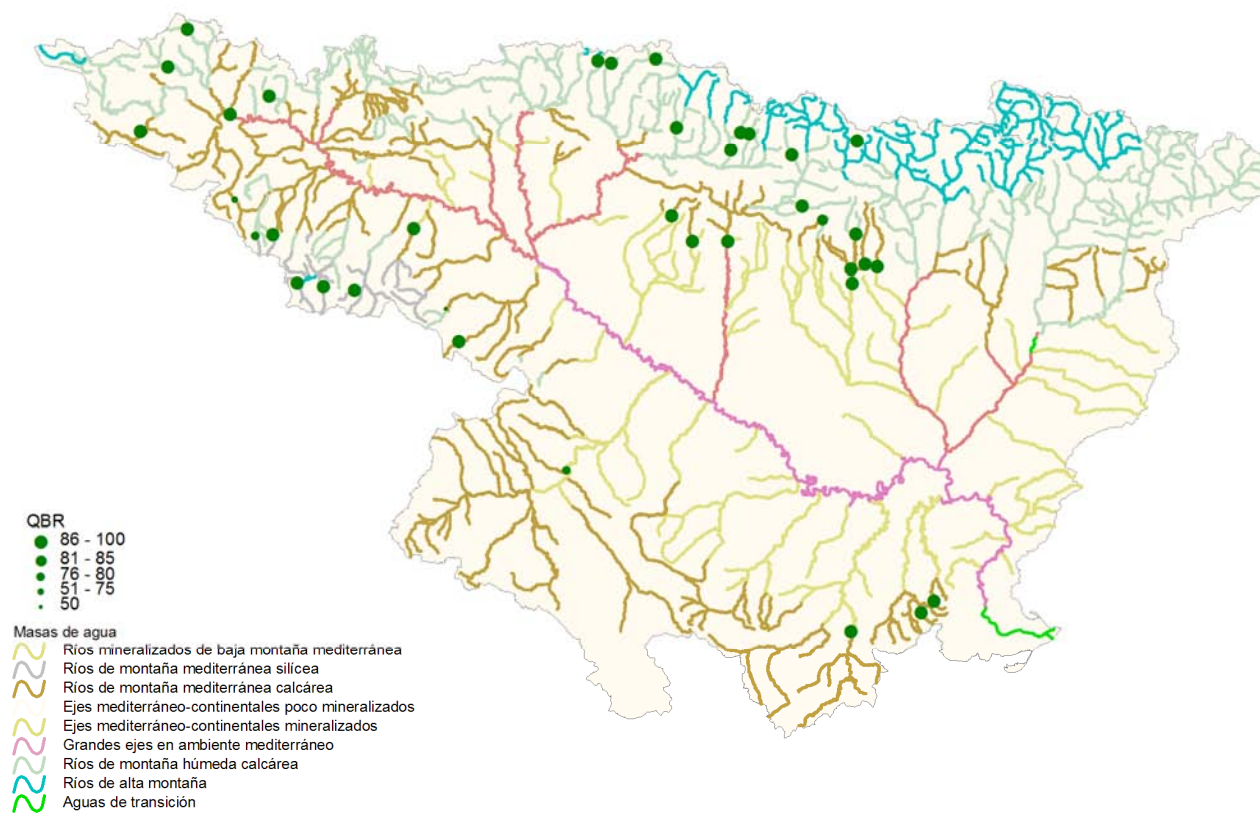 QBR
86 - 100
81 - 85
76 - 80
51 - 75
50
Masas de agua
Ríos mineralizados de baja montaña mediterránea
Ríos de montaña mediterránea silícea
Ríos de montaña mediterránea calcárea
Ejes mediterráneo-continentales poco mineralizados
Ejes mediterráneo-continentales mineralizados
Grandes ejes en ambiente mediterráneo
Ríos de montaña húmeda calcárea
Ríos de alta montaña
Aguas de transición